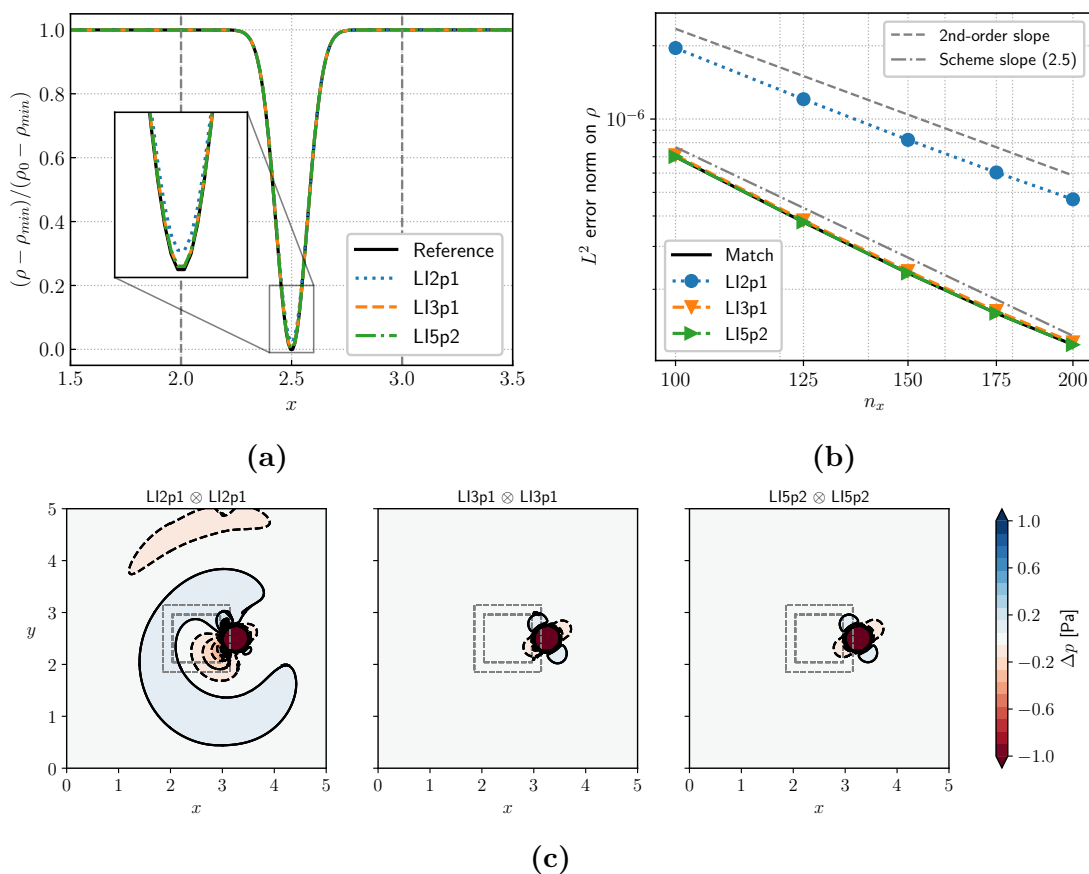 (ρ − ρ_min)/(ρ_0 − ρ_min)
1.0
0.8
0.6
0.4
0.2
0.0
Reference
LI2p1
LI3p1
LI5p2
1.5 2.0 2.5 3.0 3.5
x
(a)
L² error norm on ρ
10⁻⁶
2nd-order slope
Scheme slope (2.5)
Match
LI2p1
LI3p1
LI5p2
100 125 150 175 200
n_x
(b)
LI2p1 ⊗ LI2p1
LI3p1 ⊗ LI3p1
LI5p2 ⊗ LI5p2
y
5
4
3
2
1
0
0 1 2 3 4 5
x
0 1 2 3 4 5
x
0 1 2 3 4 5
x
1.0
0.6
0.2
−0.2
−0.6
−1.0
Δp [Pa]
(c)